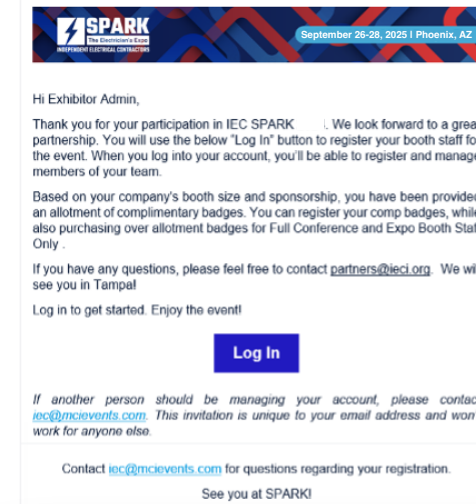 SPARK
The Electrician's Expo
INDEPENDENT ELECTRICAL CONTRACTORS
September 26-28, 2025 | Phoenix, AZ
Hi Exhibitor Admin,
Thank you for your participation in IEC SPARK . We look forward to a grea
partnership. You will use the below "Log In" button to register your booth staff fo
the event. When you log into your account, you'll be able to register and manage
members of your team.
Based on your company's booth size and sponsorship, you have been provided
an allotment of complimentary badges. You can register your comp badges, while
also purchasing over allotment badges for Full Conference and Expo Booth Staf
Only .
If you have any questions, please feel free to contact partners@ieci.org. We wil
see you in Tampa!
Log in to get started. Enjoy the event!
Log In
If another person should be managing your account, please contac
iec@mcievents.com. This invitation is unique to your email address and won'
work for anyone else.
Contact iec@mcievents.com for questions regarding your registration.
See you at SPARK!